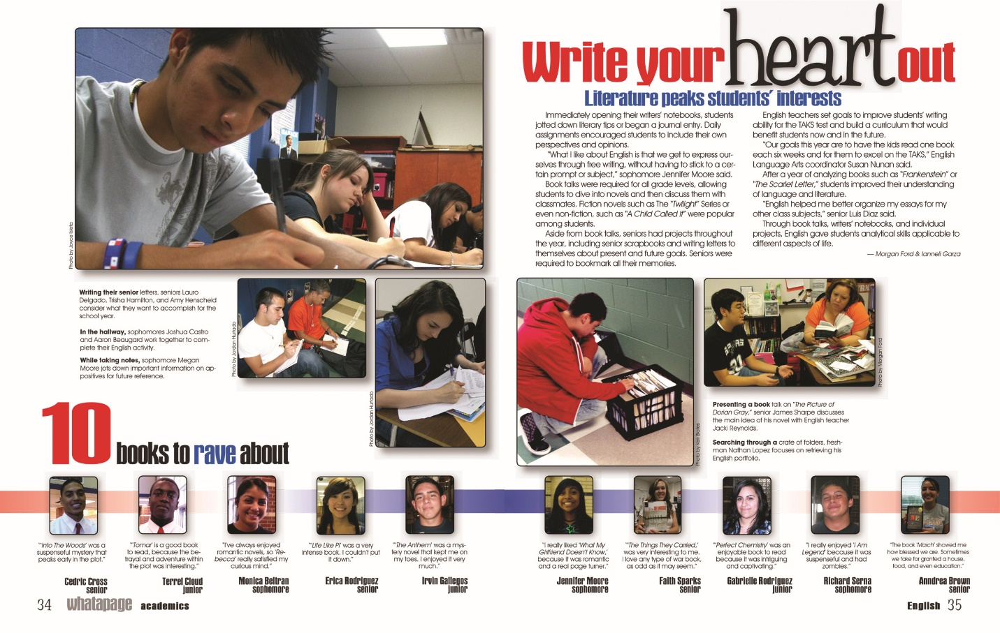 Write your heart out
Literature peaks students' interests
Immediately opening their writers' notebooks, students
jotted down literary tips or began a journal entry. Daily
assignments encouraged students to include their own
perspectives and opinions.
"What I like about English is that we get to express our-
selves through free writing, without having to stick to a cer-
tain prompt or subject," sophomore Jennifer Moore said.
Book talks were required for all grade levels, allowing
students to dive into novels and then discuss them with
classmates. Fiction novels such as The "Twilight" Series or
even non-fiction, such as "A Child Called It" were popular
among students.
Aside from book talks, seniors had projects throughout
the year, including senior scrapbooks and writing letters to
themselves about present and future goals. Seniors were
required to bookmark all their memories.
English teachers set goals to improve students' writing
ability for the TAKS test and build a curriculum that would
benefit students now and in the future.
"Our goals this year are to have the kids read one book
each six weeks and for them to excel on the TAKS," English
Language Arts coordinator Susan Nunan said.
After a year of analyzing books such as "Frankenstein" or
"The Scarlet Letter," students improved their understanding
of language and literature.
"English helped me better organize my essays for my
other class subjects," senior Luis Diaz said.
Through book talks, writers' notebooks, and individual
projects, English gave students analytical skills applicable to
different aspects of life.
— Morgan Ford & Ianneli Garza
Photo by Joyce Isleta
Writing their senior letters, seniors Lauro
Delgado, Trisha Hamilton, and Amy Henscheid
consider what they want to accomplish for the
school year.
In the hallway, sophomores Joshua Castro
and Aaron Beaugard work together to com-
plete their English activity.
While taking notes, sophomore Megan
Moore jots down important information on ap-
positives for future reference.
Photo by Jordan Hurtado
Photo by Jordan Hurtado
Photo by Keir Blates
Photo by Morgan Ford
Presenting a book talk on "The Picture of
Dorian Gray," senior James Sharpe discusses
the main idea of his novel with English teacher
Jacki Reynolds.
Searching through a crate of folders, fresh-
man Nathan Lopez focuses on retrieving his
English portfolio.
10 books to rave about
"'Into The Woods' was a
suspenseful mystery that
peaks early in the plot."
Cedric Cross
senior
"'Tomar' is a good book
to read, because the be-
trayal and adventure within
the plot was interesting."
Terrel Cloud
junior
"I've always enjoyed
romantic novels, so 'Re-
becca' really satisfied my
curious mind."
Monica Beltran
sophomore
"'Life Like Pi' was a very
intense book. I couldn't put
it down."
Erica Rodriguez
senior
"'The Anthem' was a mys-
tery novel that kept me on
my toes. I enjoyed it very
much."
Irvin Gallegos
junior
"I really liked 'What My
Girlfriend Doesn't Know,'
because it was romantic
and a real page turner."
Jennifer Moore
sophomore
"'The Things They Carried,'
was very interesting to me.
I love any type of war book,
as odd as it may seem."
Faith Sparks
senior
"'Perfect Chemistry' was an
enjoyable book to read
because it was intriguing
and captivating."
Gabrielle Rodriguez
junior
"I really enjoyed 'I Am
Legend' because it was
suspenseful and had
zombies."
Richard Serna
sophomore
"The book 'March' showed me
how blessed we are. Sometimes
we take for granted a house,
food, and even education."
Anndrea Brown
senior
34 whatapage academics
English 35